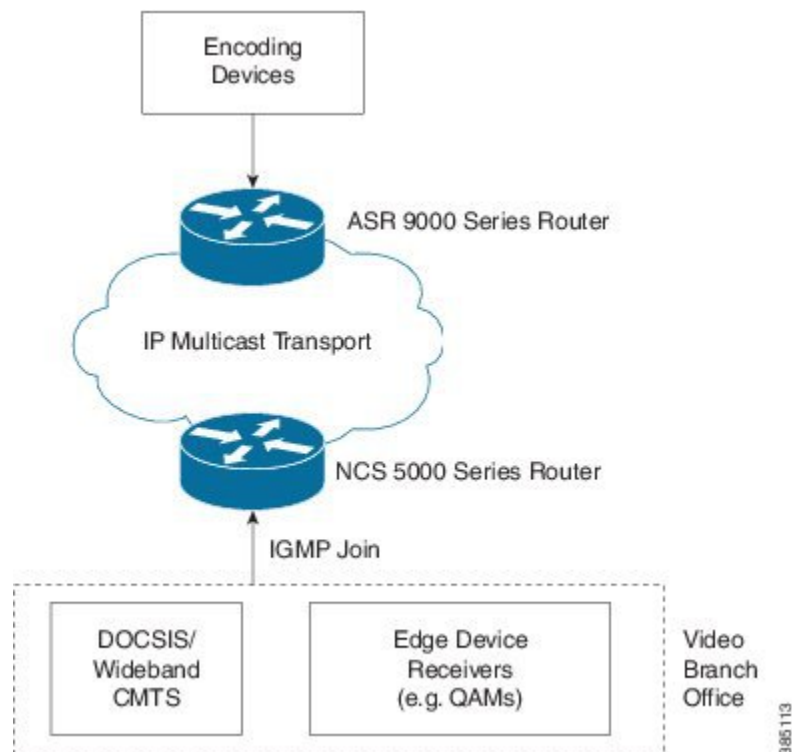 Encoding
Devices
ASR 9000 Series Router
IP Multicast Transport
NCS 5000 Series Router
IGMP Join
DOCSIS/
Wideband
CMTS
Edge Device
Receivers
(e.g. QAMs)
Video
Branch
Office
385113